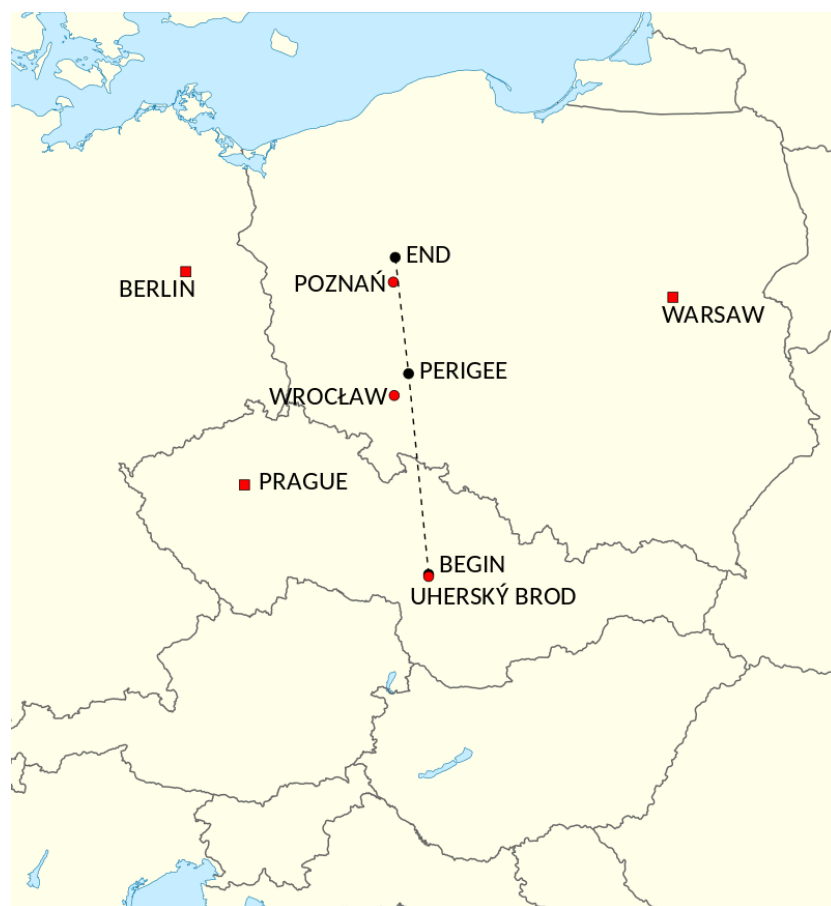 END
POZNAŃ
BERLIN
WARSAW
PERIGEE
WROCŁAW
PRAGUE
BEGIN
UHERSKÝ BROD